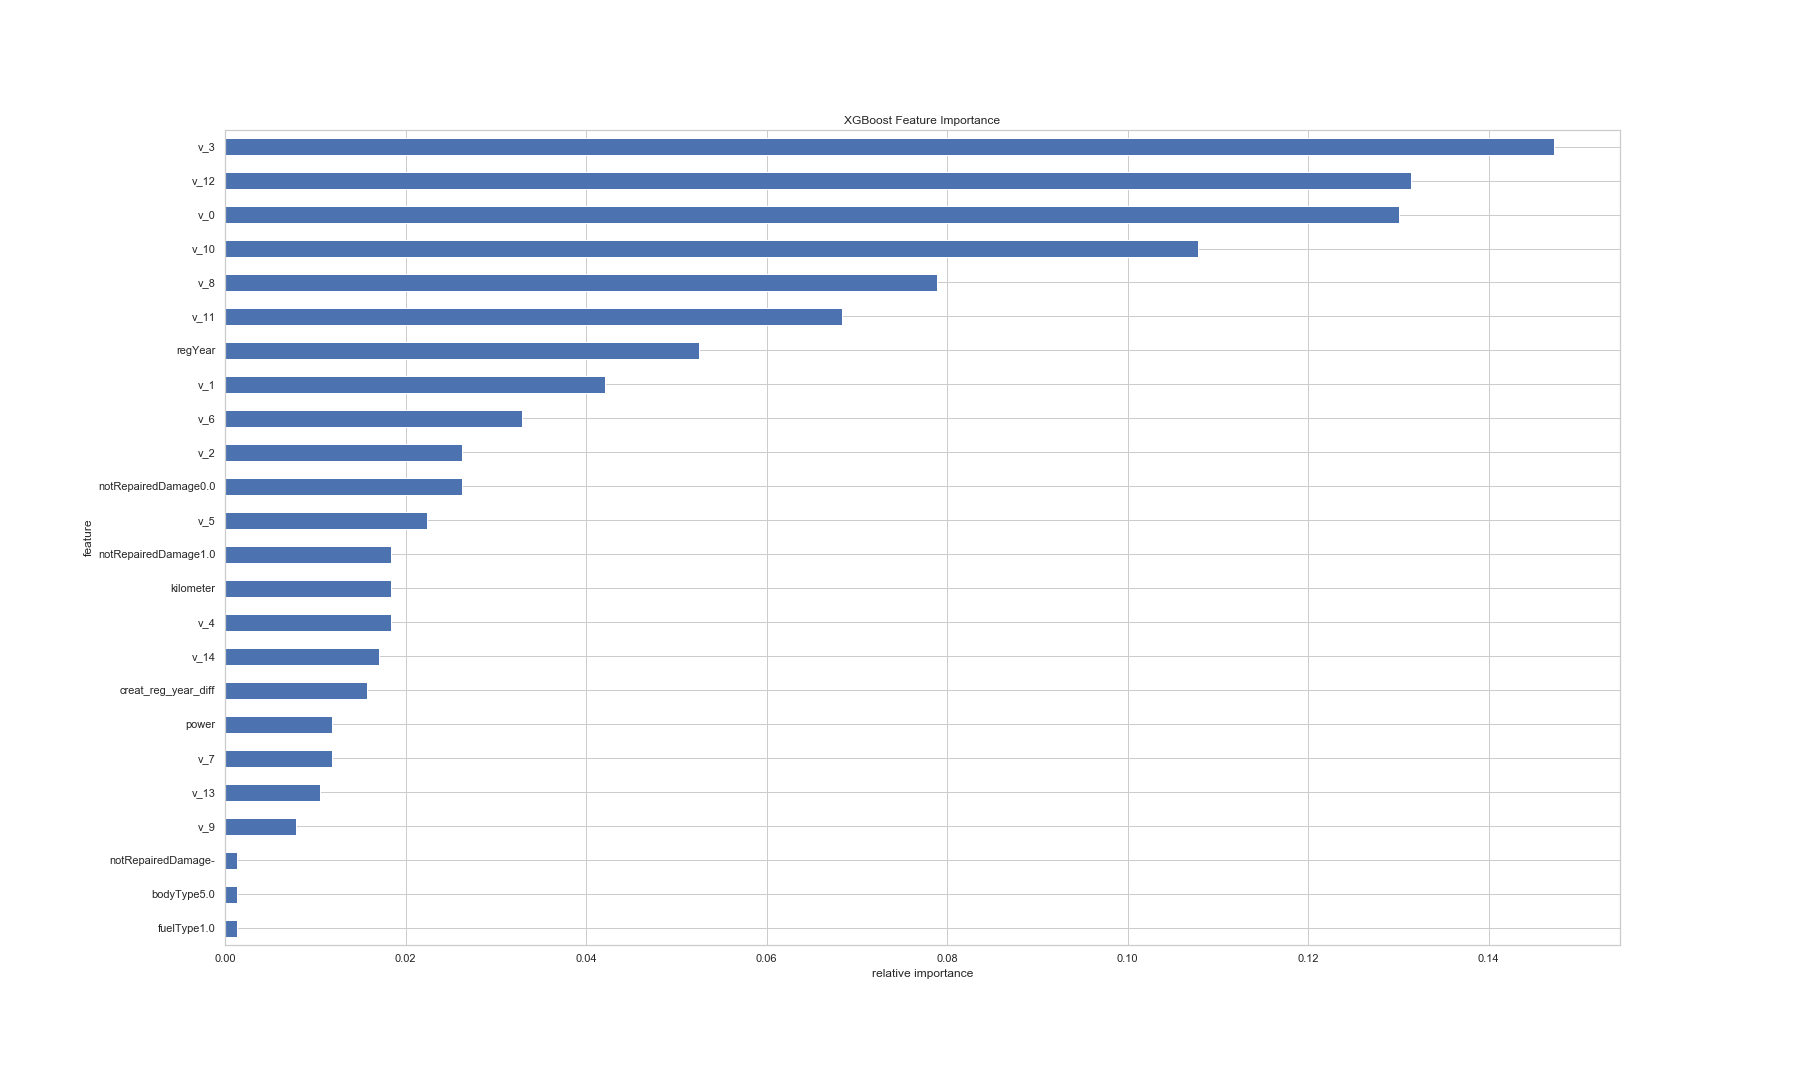 XGBoost Feature Importance
v_3
v_12
v_0
v_10
v_8
v_11
regYear
v_1
v_6
v_2
notRepairedDamage0.0
v_5
feature
notRepairedDamage1.0
kilometer
v_4
v_14
creat_reg_year_diff
power
v_7
v_13
v_9
notRepairedDamage-
bodyType5.0
fuelType1.0
0.00 0.02 0.04 0.06 0.08 0.10 0.12 0.14
relative importance